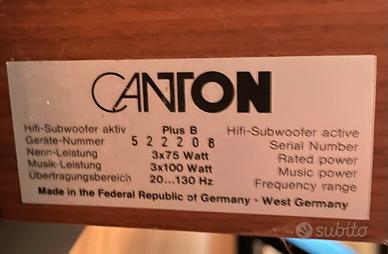 CANTON
Hifi-Subwoofer aktiv Plus B Hifi-Subwoofer active
Geräte-Nummer 522208 Serial Number
Nenn-Leistung 3x75 Watt Rated power
Musik-Leistung 3x100 Watt Music power
Übertragungsbereich 20...130 Hz Frequency range
Made in the Federal Republic of Germany - West Germany
subito